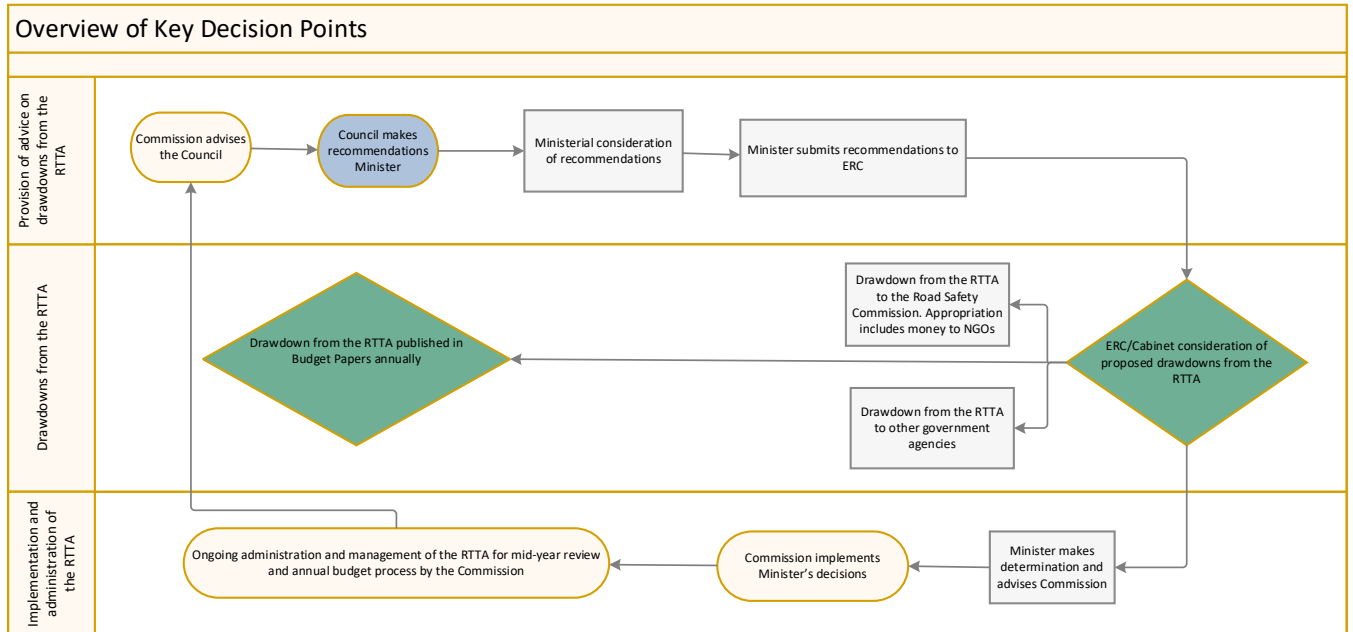 Overview of Key Decision Points
Provision of advice on
drawdowns from the
RTTA
Commission advises
the Council
Council makes
recommendations
Minister
Ministerial consideration
of recommendations
Minister submits recommendations to
ERC
Drawdowns from the RTTA
Drawdown from the RTTA published in
Budget Papers annually
Drawdown from the RTTA
to the Road Safety
Commission. Appropriation
includes money to NGOs
Drawdown from the RTTA
to other government
agencies
ERC/Cabinet consideration of
proposed drawdowns from the
RTTA
Implementation and
administration of
the RTTA
Ongoing administration and management of the RTTA for mid-year review
and annual budget process by the Commission
Commission implements
Minister’s decisions
Minister makes
determination and
advises Commission